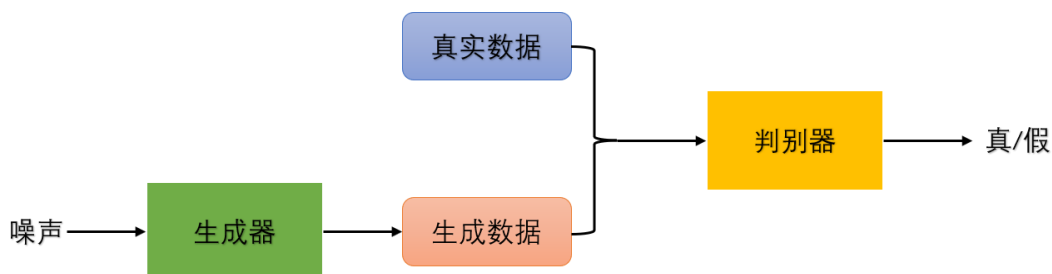 真实数据
判别器
真/假
噪声
生成器
生成数据